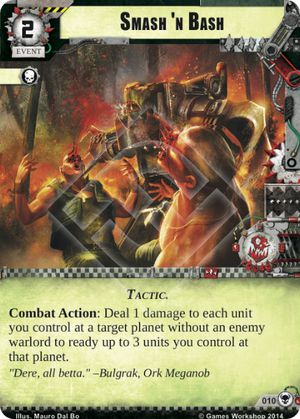 Smash 'n Bash
2
EVENT
Tactic.
Combat Action: Deal 1 damage to each unit
you control at a target planet without an enemy
warlord to ready up to 3 units you control at
that planet.
"Dere, all betta." –Bulgrak, Ork Meganob
010
Illus. Mauro Dal Bo
© Games Workshop 2014